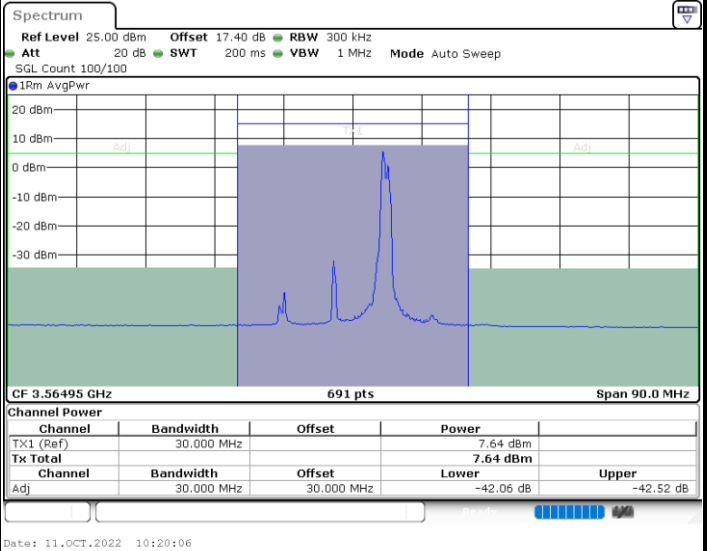 Spectrum
Ref Level 25.00 dBm Offset 17.40 dB RBW 300 kHz
Att 20 dB SWT 200 ms VBW 1 MHz Mode Auto Sweep
SGL Count 100/100
1Rm AvgPwr
20 dBm
TX1
10 dBm
Adj Adj
0 dBm
-10 dBm
-20 dBm
-30 dBm
CF 3.56495 GHz 691 pts Span 90.0 MHz
Channel Power
Channel Bandwidth Offset Power
TX1 (Ref) 30.000 MHz 7.64 dBm
Tx Total 7.64 dBm
Channel Bandwidth Offset Lower Upper
Adj 30.000 MHz 30.000 MHz -42.06 dB -42.52 dB
Ready
Date: 11.OCT.2022 10:20:06